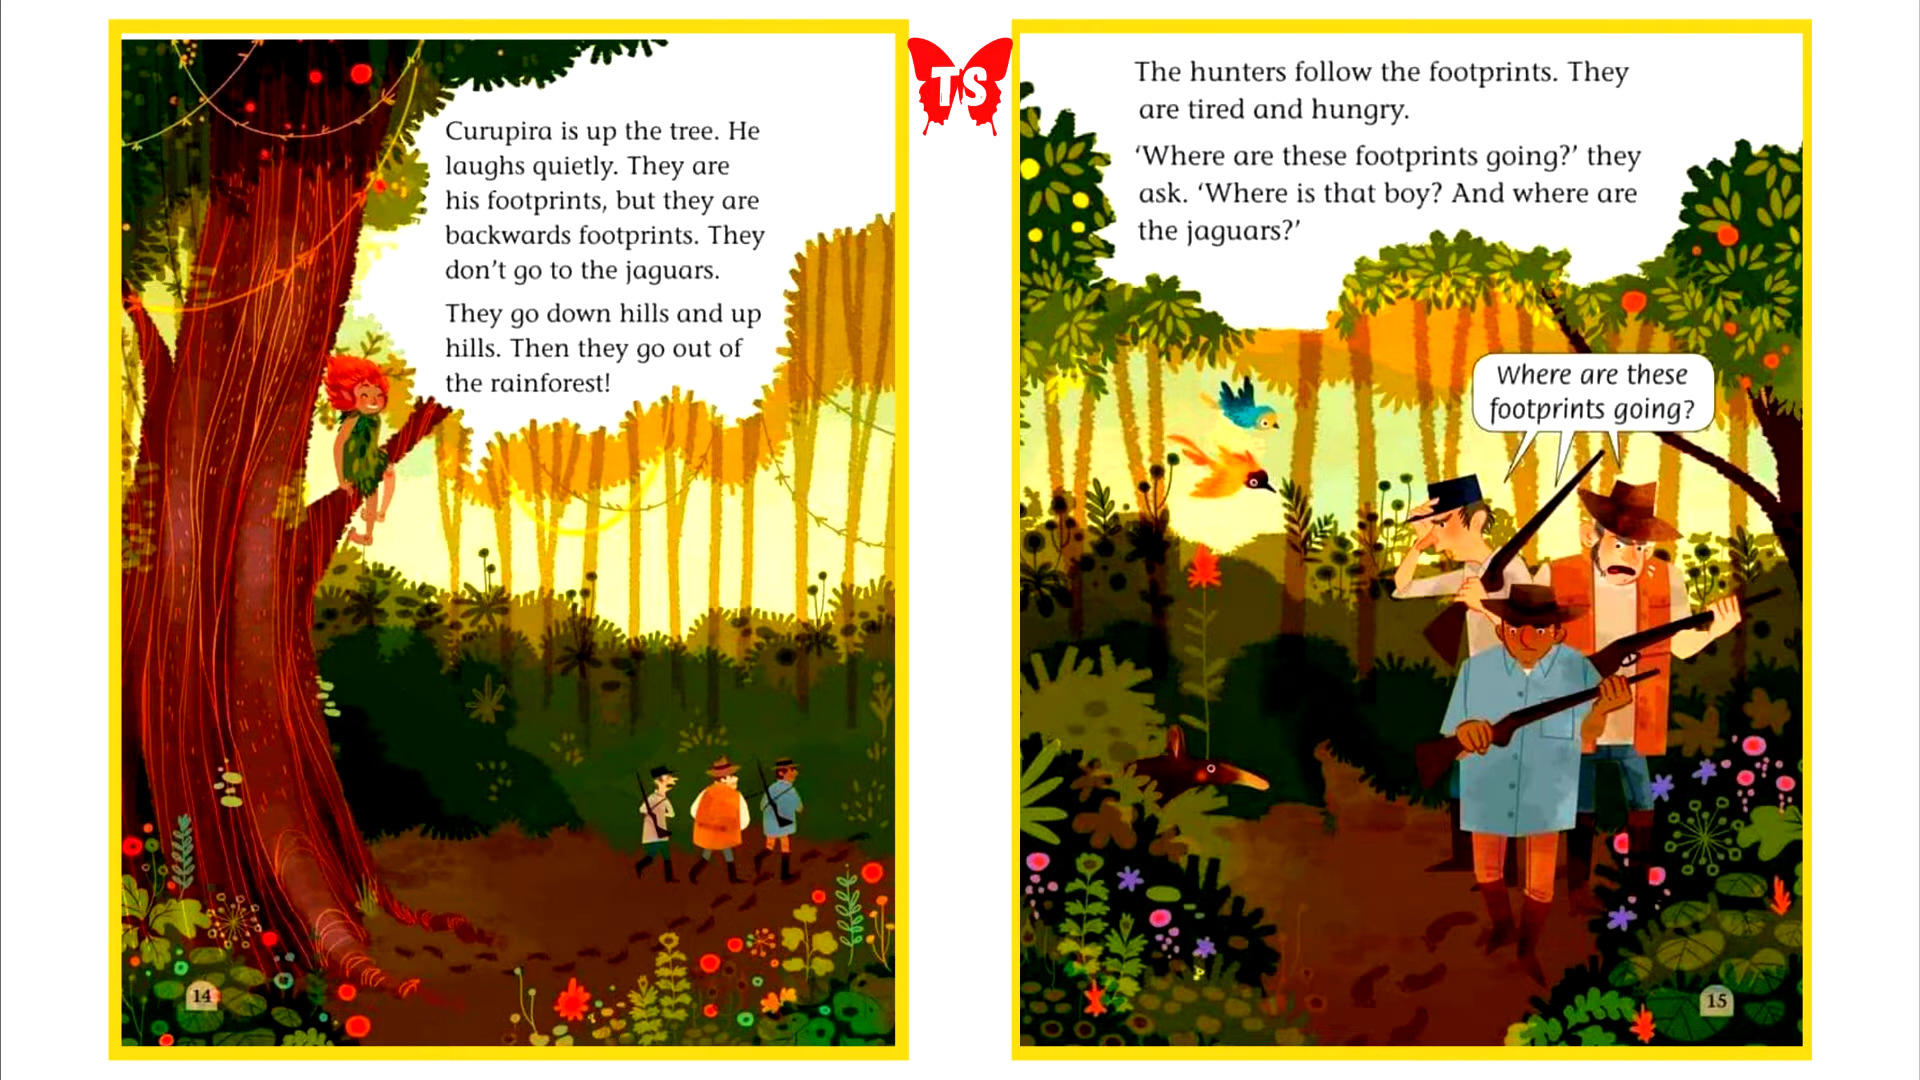 Curupira is up the tree. He
laughs quietly. They are
his footprints, but they are
backwards footprints. They
don’t go to the jaguars.
They go down hills and up
hills. Then they go out of
the rainforest!
14
TS
The hunters follow the footprints. They
are tired and hungry.
‘Where are these footprints going?’ they
ask. ‘Where is that boy? And where are
the jaguars?’
Where are these
footprints going?
15